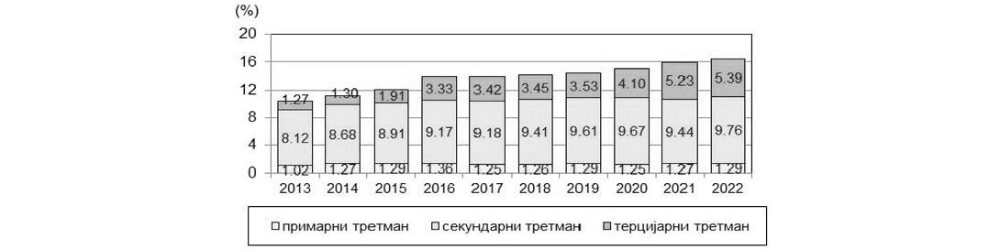 (%)
20
16
12
8
4
0
1.27 1.30 1.91 3.33 3.42 3.45 3.53 4.10 5.23 5.39
8.12 8.68 8.91 9.17 9.18 9.41 9.61 9.67 9.44 9.76
1.02 1.27 1.29 1.36 1.25 1.26 1.29 1.25 1.27 1.29
2013 2014 2015 2016 2017 2018 2019 2020 2021 2022
примарни третман секундарни третман терцијарни третман